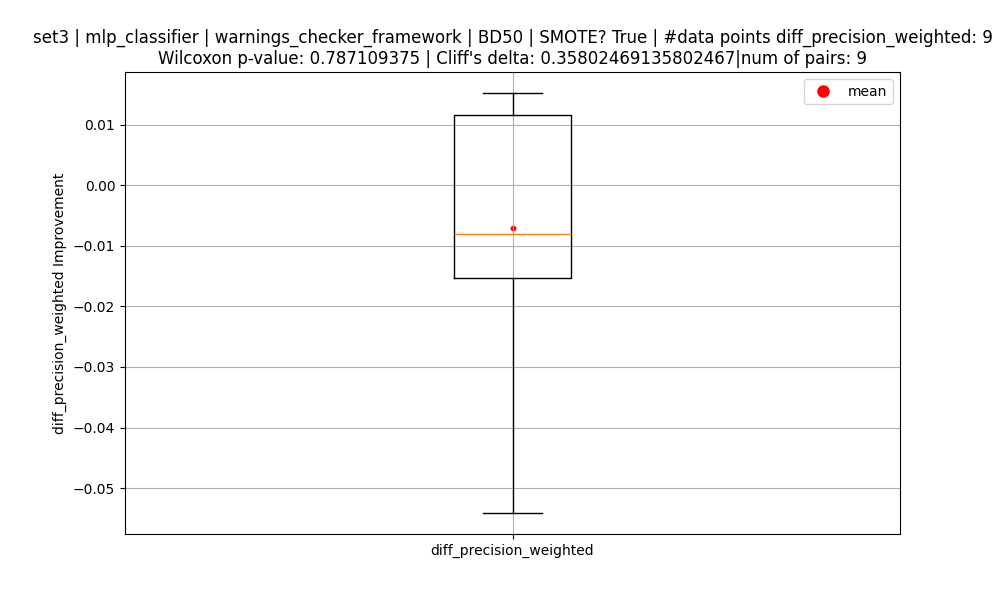 set3 | mlp_classifier | warnings_checker_framework | BD50 | SMOTE? True | #data points diff_precision_weighted: 9
Wilcoxon p-value: 0.787109375 | Cliff's delta: 0.35802469135802467|num of pairs: 9
mean
0.01
0.00
−0.01
−0.02
−0.03
−0.04
−0.05
diff_precision_weighted Improvement
diff_precision_weighted